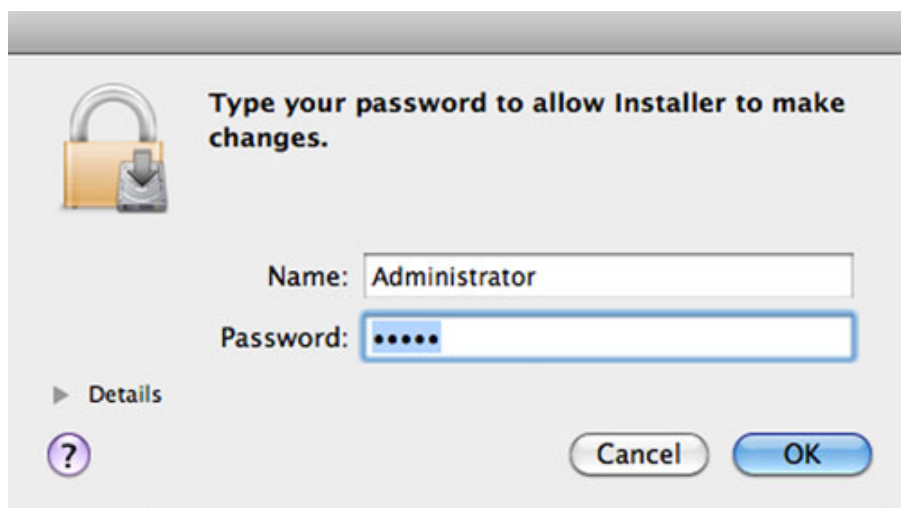 Type your password to allow Installer to make
changes.
Name: Administrator
Password: •••••
Details
?
Cancel OK